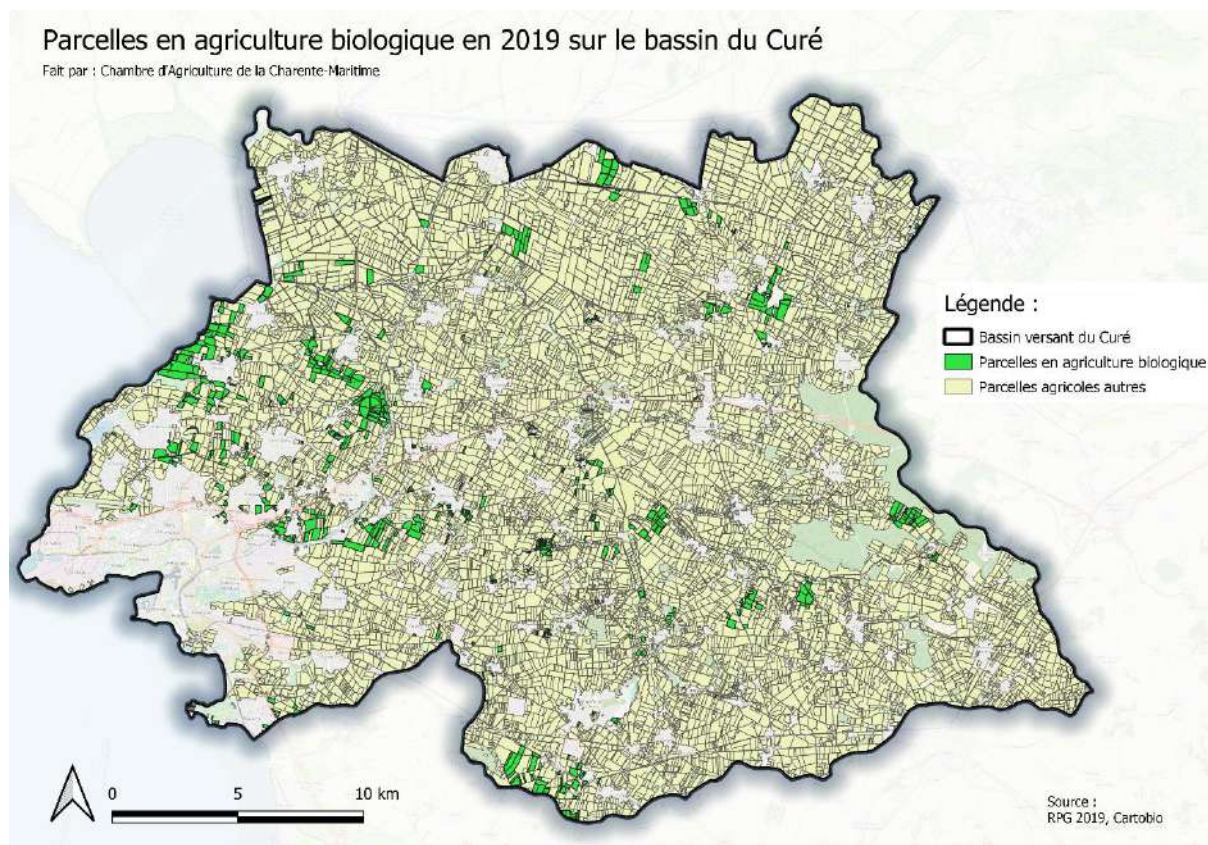 Parcelles en agriculture biologique en 2019 sur le bassin du Curé
Fait par : Chambre d'Agriculture de la Charente-Maritime
Légende :
Bassin versant du Curé
Parcelles en agriculture biologique
Parcelles agricoles autres
0 5 10 km
Source :
RPG 2019, Cartobio